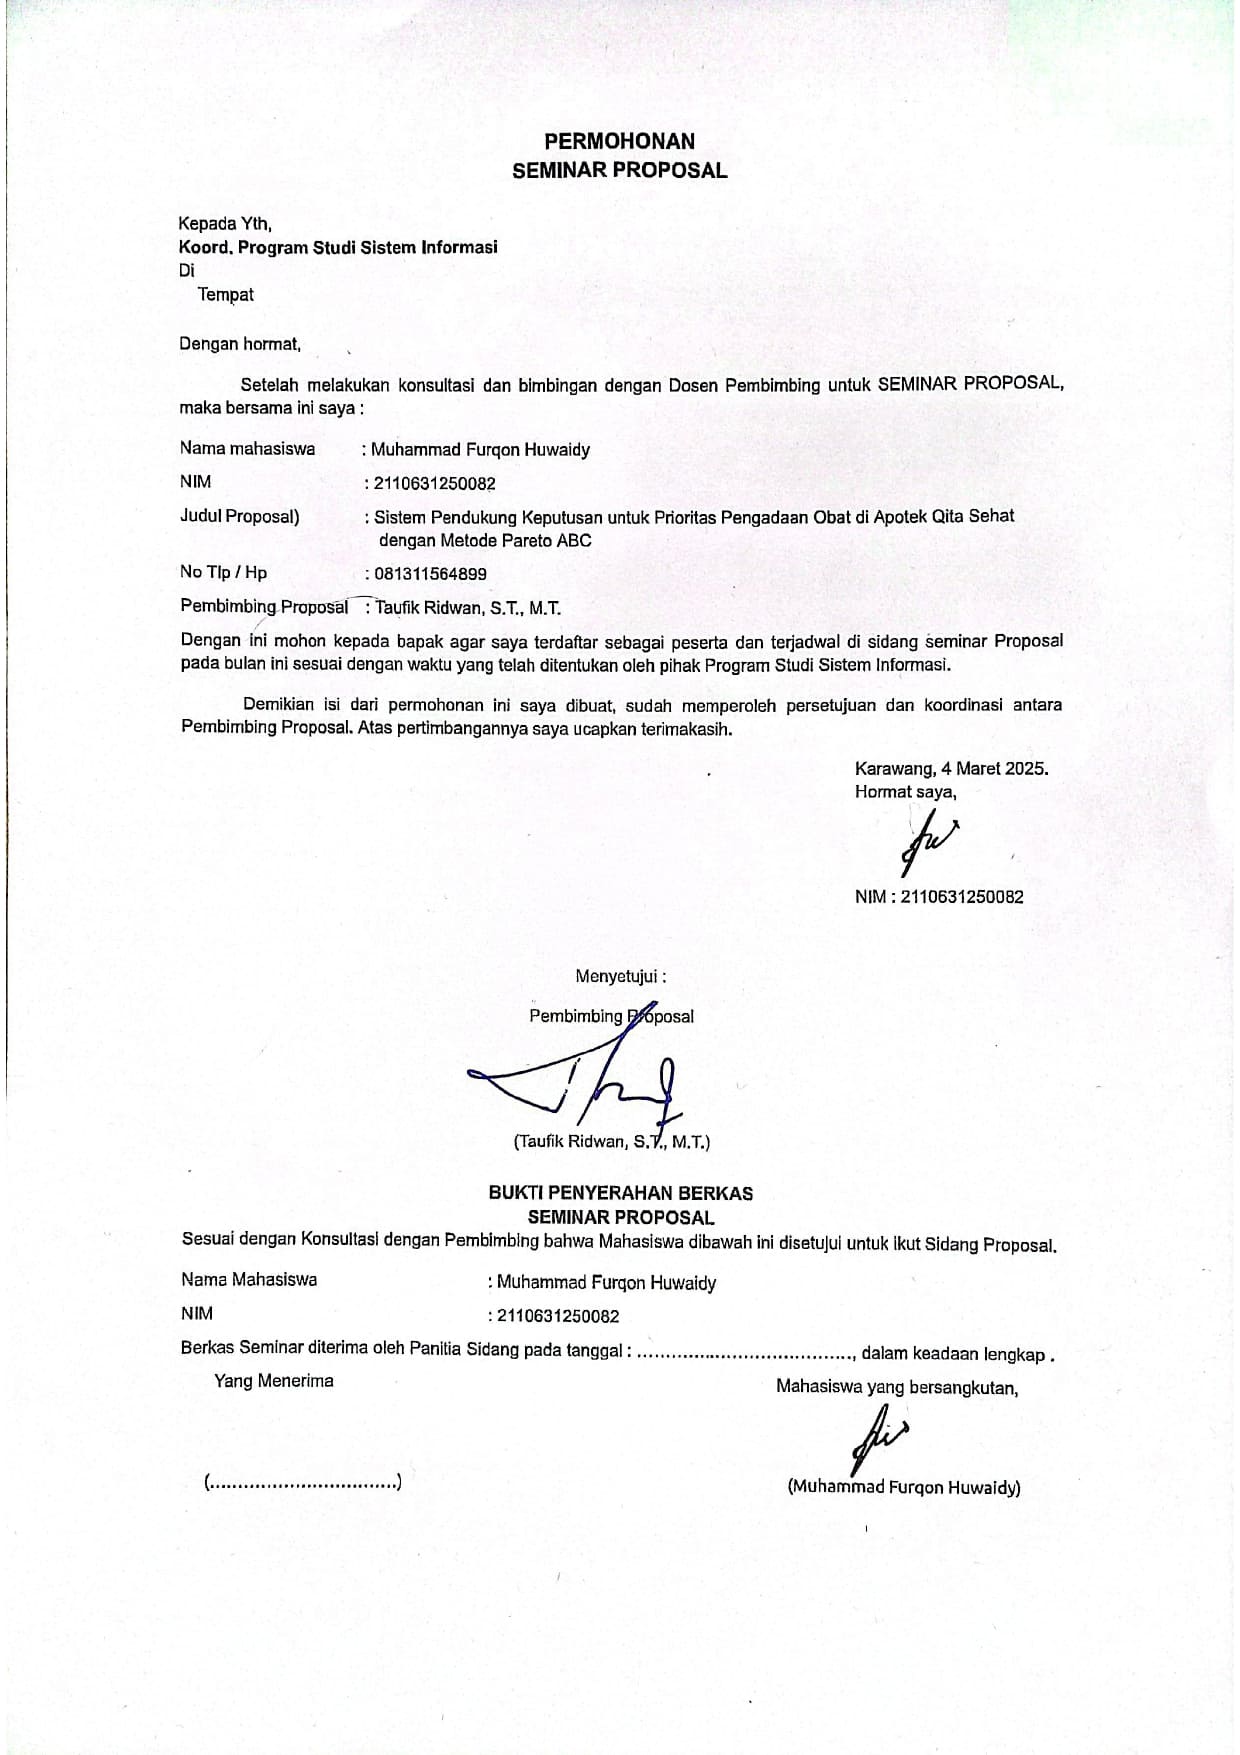 PERMOHONAN
SEMINAR PROPOSAL
Kepada Yth,
Koord. Program Studi Sistem Informasi
Di
Tempat
Dengan hormat,
Setelah melakukan konsultasi dan bimbingan dengan Dosen Pembimbing untuk SEMINAR PROPOSAL,
maka bersama ini saya :
Nama mahasiswa : Muhammad Furqon Huwaidy
NIM : 2110631250082
Judul Proposal) : Sistem Pendukung Keputusan untuk Prioritas Pengadaan Obat di Apotek Qita Sehat
dengan Metode Pareto ABC
No Tlp / Hp : 081311564899
Pembimbing Proposal : Taufik Ridwan, S.T., M.T.
Dengan ini mohon kepada bapak agar saya terdaftar sebagai peserta dan terjadwal di sidang seminar Proposal
pada bulan ini sesuai dengan waktu yang telah ditentukan oleh pihak Program Studi Sistem Informasi.
Demikian isi dari permohonan ini saya dibuat, sudah memperoleh persetujuan dan koordinasi antara
Pembimbing Proposal. Atas pertimbangannya saya ucapkan terimakasih.
Karawang, 4 Maret 2025.
Hormat saya,
NIM : 2110631250082
Menyetujui :
Pembimbing Proposal
(Taufik Ridwan, S.T., M.T.)
BUKTI PENYERAHAN BERKAS
SEMINAR PROPOSAL
Sesuai dengan Konsultasi dengan Pembimbing bahwa Mahasiswa dibawah ini disetujui untuk ikut Sidang Proposal.
Nama Mahasiswa : Muhammad Furqon Huwaidy
NIM : 2110631250082
Berkas Seminar diterima oleh Panitia Sidang pada tanggal : ......................................, dalam keadaan lengkap .
Yang Menerima
Mahasiswa yang bersangkutan,
(.................................)
(Muhammad Furqon Huwaidy)